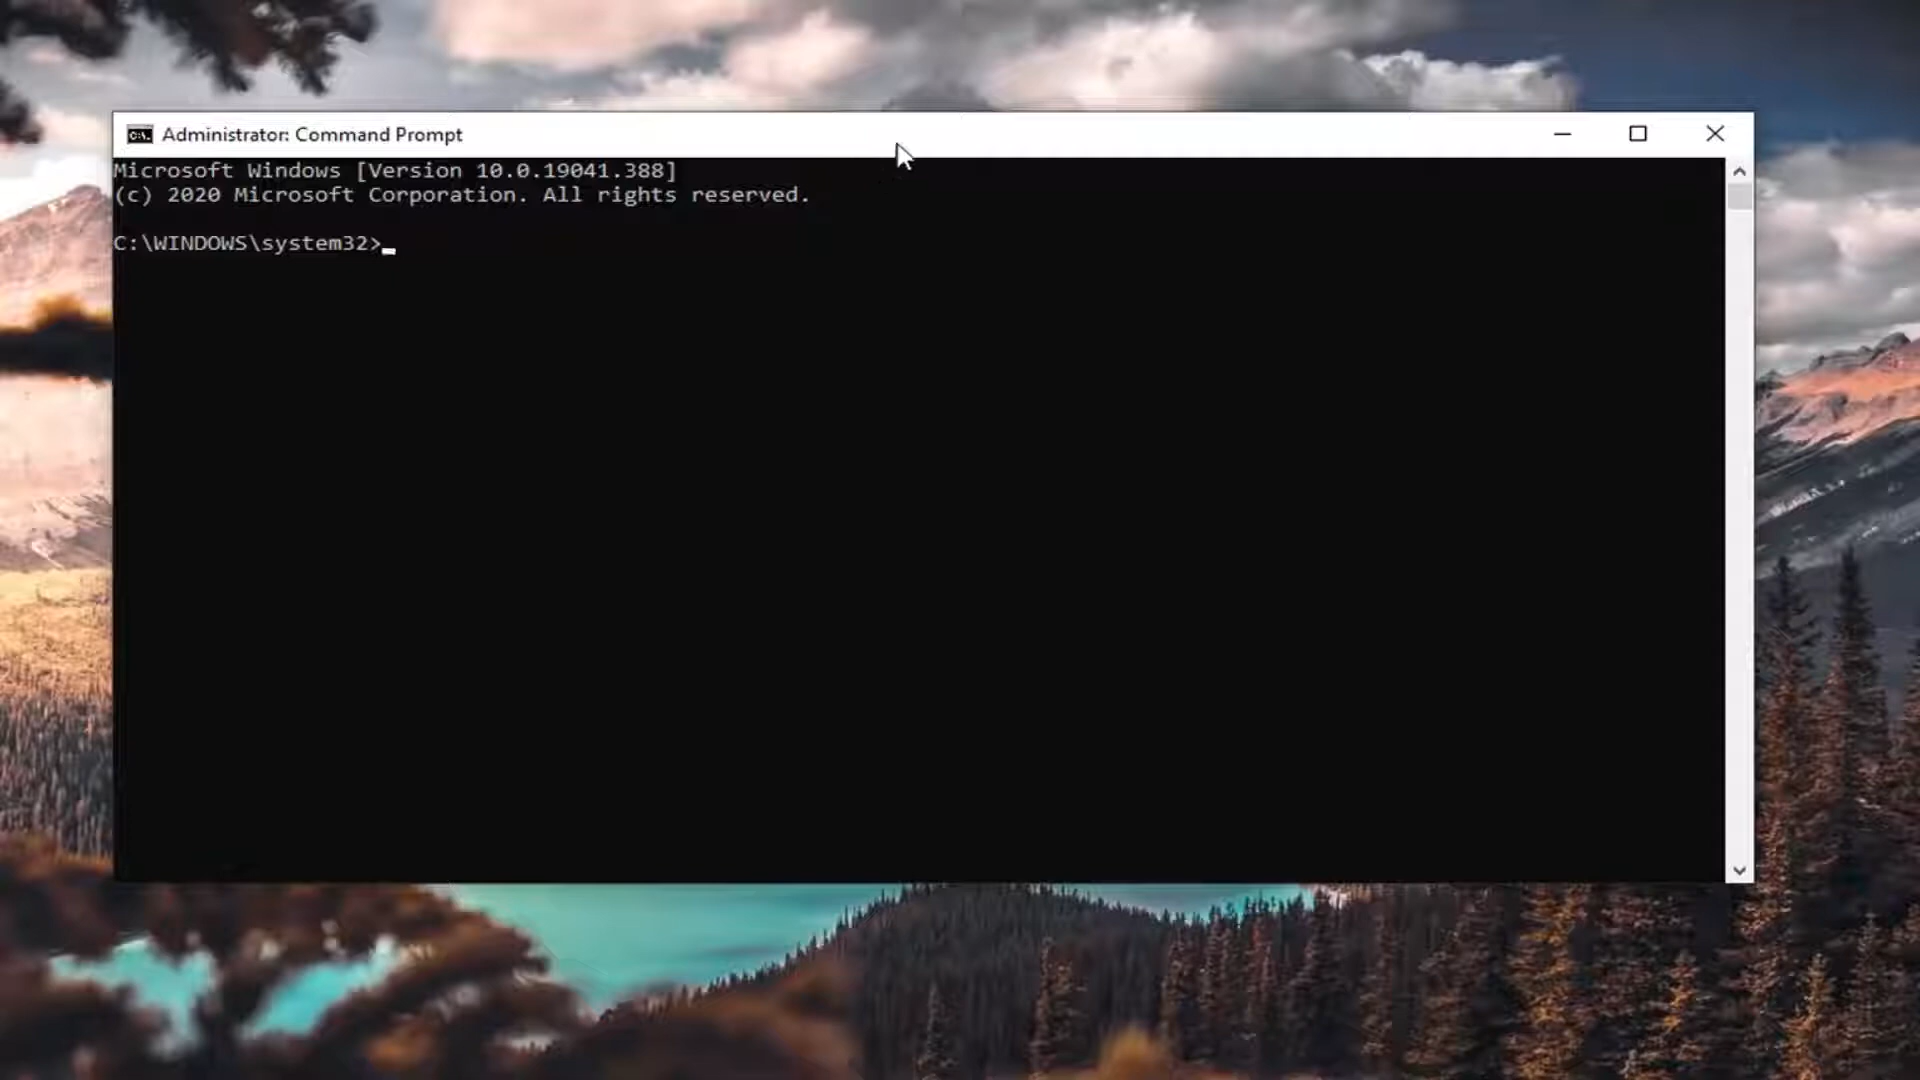 Administrator: Command Prompt
Microsoft Windows [Version 10.0.19041.388]
(c) 2020 Microsoft Corporation. All rights reserved.
C:\WINDOWS\system32>